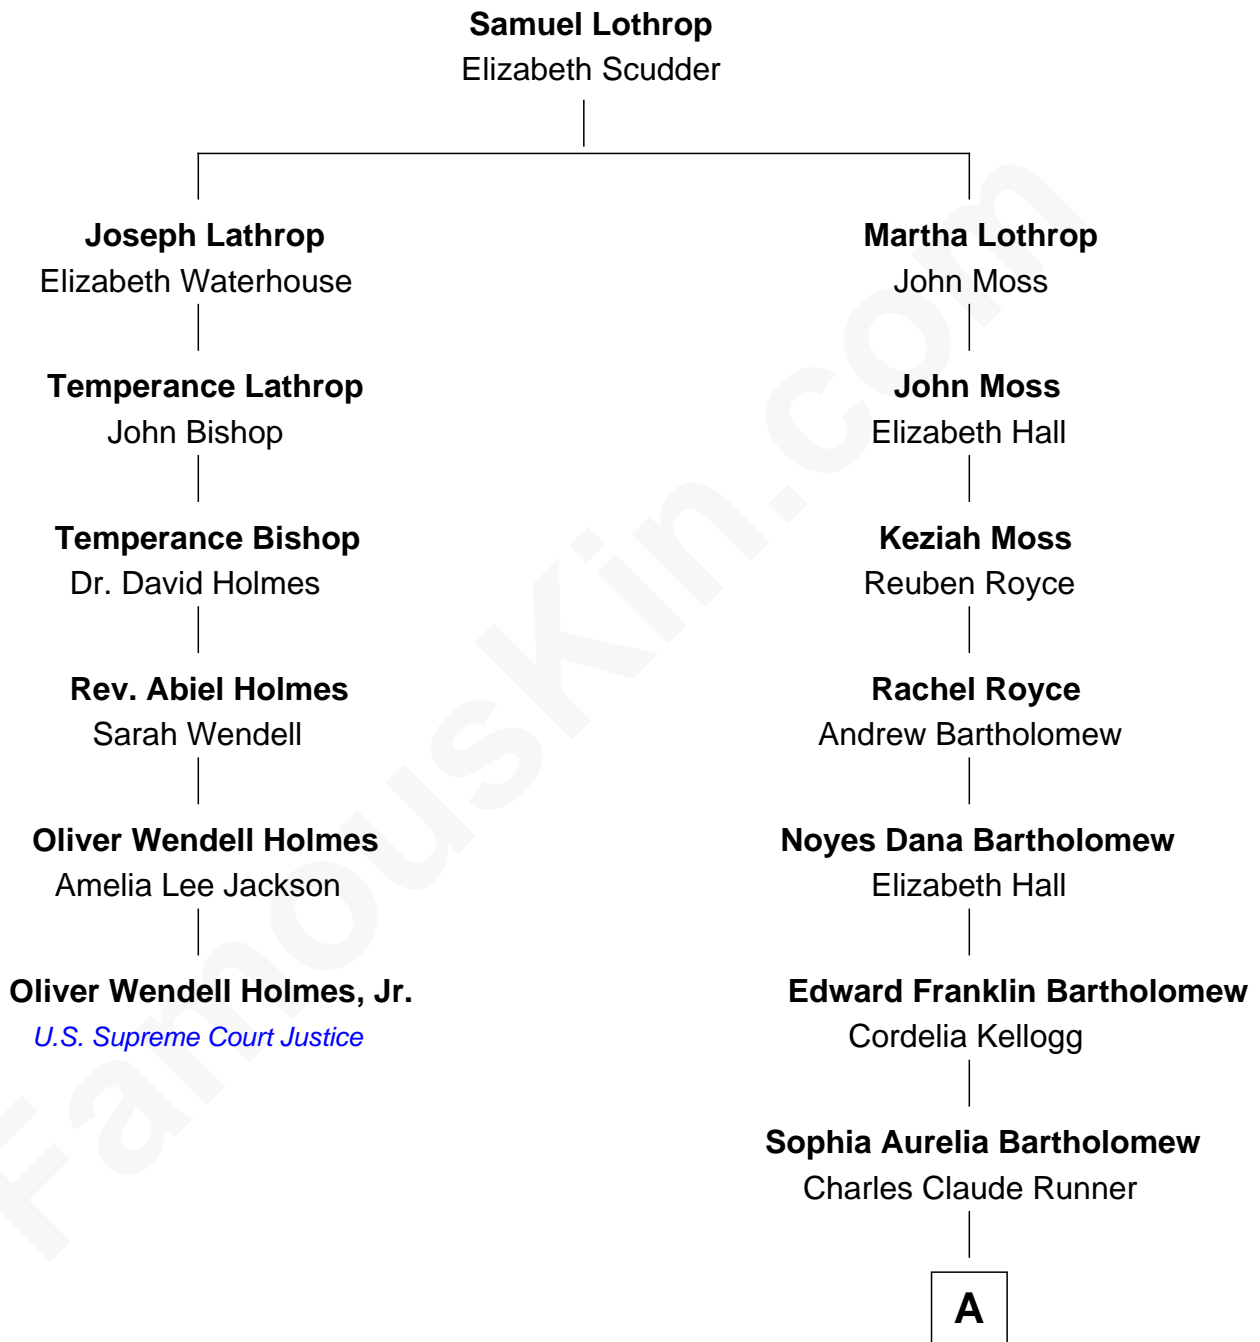 Samuel Lothrop
Elizabeth Scudder
Joseph Lathrop
Elizabeth Waterhouse
Temperance Lathrop
John Bishop
Temperance Bishop
Dr. David Holmes
Rev. Abiel Holmes
Sarah Wendell
Oliver Wendell Holmes
Amelia Lee Jackson
Oliver Wendell Holmes, Jr.
U.S. Supreme Court Justice
Martha Lothrop
John Moss
John Moss
Elizabeth Hall
Keziah Moss
Reuben Royce
Rachel Royce
Andrew Bartholomew
Noyes Dana Bartholomew
Elizabeth Hall
Edward Franklin Bartholomew
Cordelia Kellogg
Sophia Aurelia Bartholomew
Charles Claude Runner
A
FamousKin.com